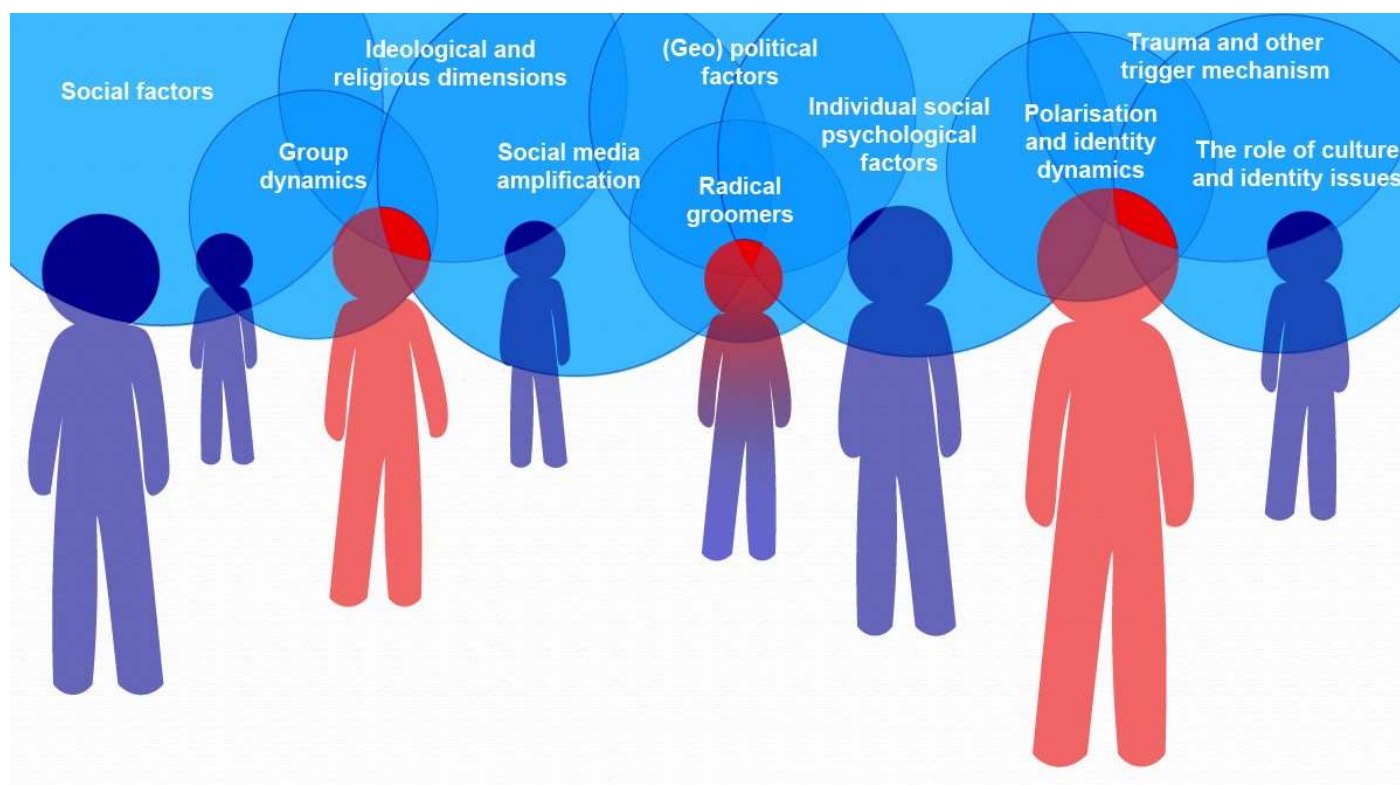 Social factors
Group
dynamics
Ideological and
religious dimensions
Social media
amplification
(Geo) political
factors
Radical
groomers
Individual social
psychological
factors
Polarisation
and identity
dynamics
Trauma and other
trigger mechanism
The role of culture
and identity issues